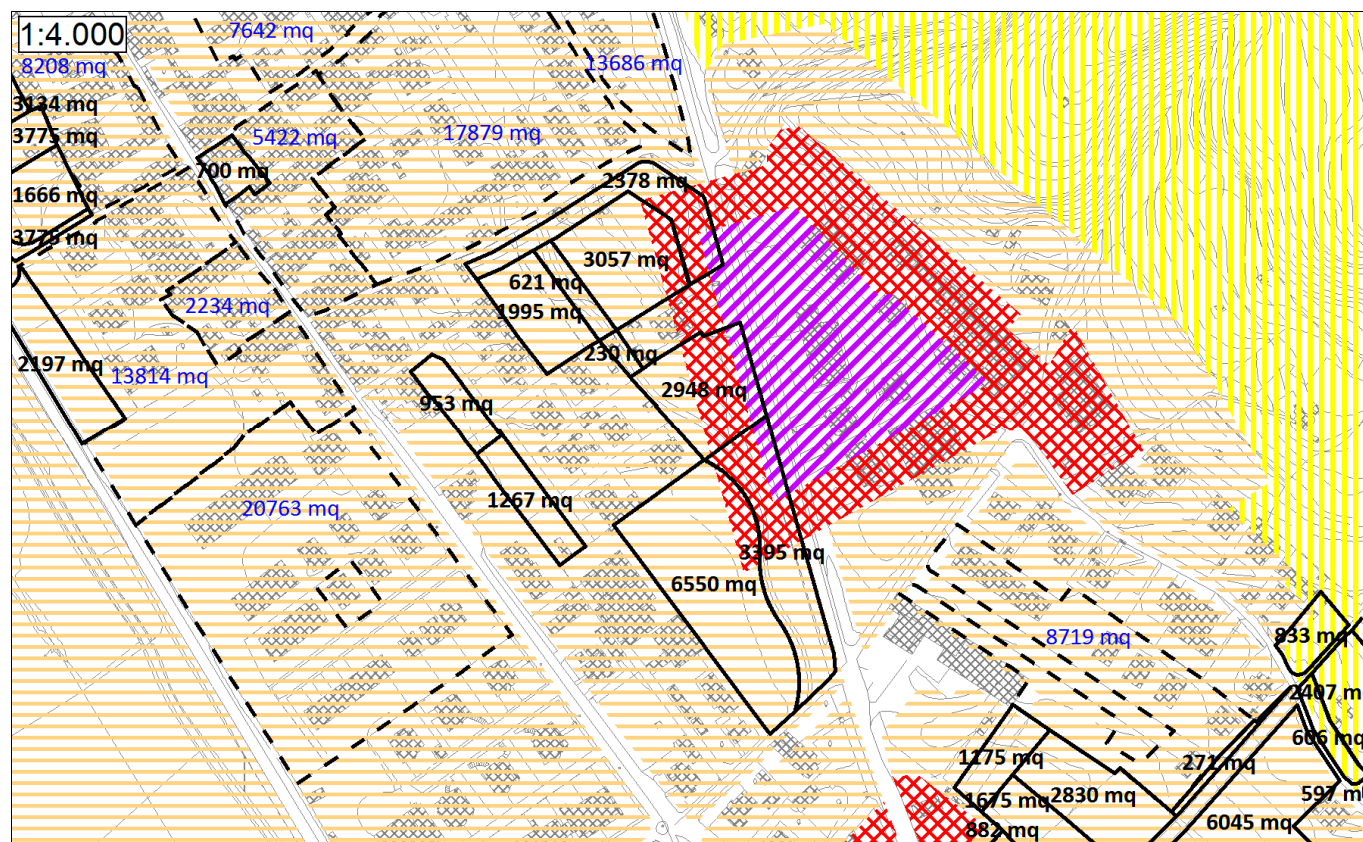 1:4.000
7642 mq
8208 mq
13686 mq
3134 mq
3775 mq
5422 mq
17879 mq
700 mq
2378 mq
1666 mq
3775 mq
3057 mq
621 mq
2234 mq
1995 mq
230 mq
2197 mq
13814 mq
2948 mq
953 mq
1267 mq
20763 mq
3395 mq
6550 mq
8719 mq
833 mq
2407 m
606 mq
1175 mq
271 mq
2830 mq
597 m
1675 mq
6045 mq
882 mq